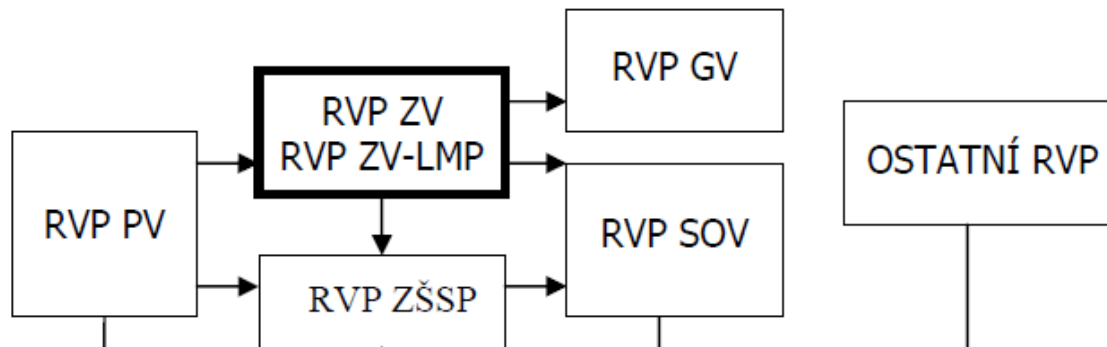 RVP PV
RVP ZV
RVP ZV-LMP
RVP ZŠSP
RVP GV
RVP SOV
OSTATNÍ RVP